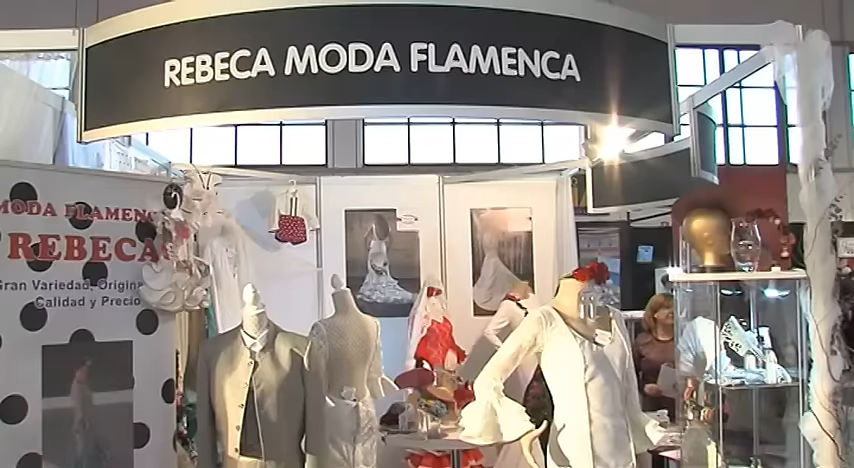 REBECA MODA FLAMENCA
MODA FLAMENC
REBECA
GRAN VARIEDAD, ORIGIN
CALIDAD Y PRECIO